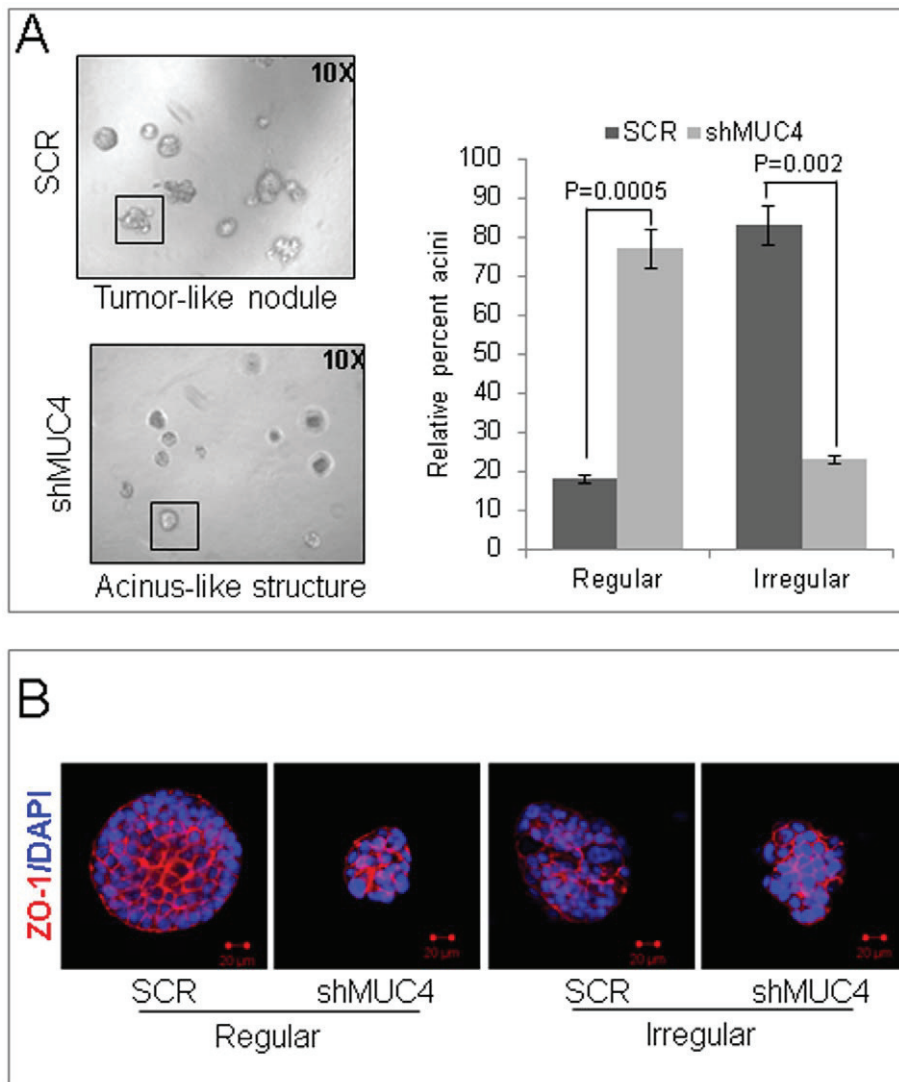 A
SCR
10X
Tumor-like nodule
shMUC4
10X
Acinus-like structure
SCR shMUC4
P=0.0005
P=0.002
Relative percent acini
100
90
80
70
60
50
40
30
20
10
0
Regular Irregular
B
ZO-1/DAPI
20 μm
20 μm
20 μm
20 μm
SCR shMUC4 SCR shMUC4
Regular Irregular